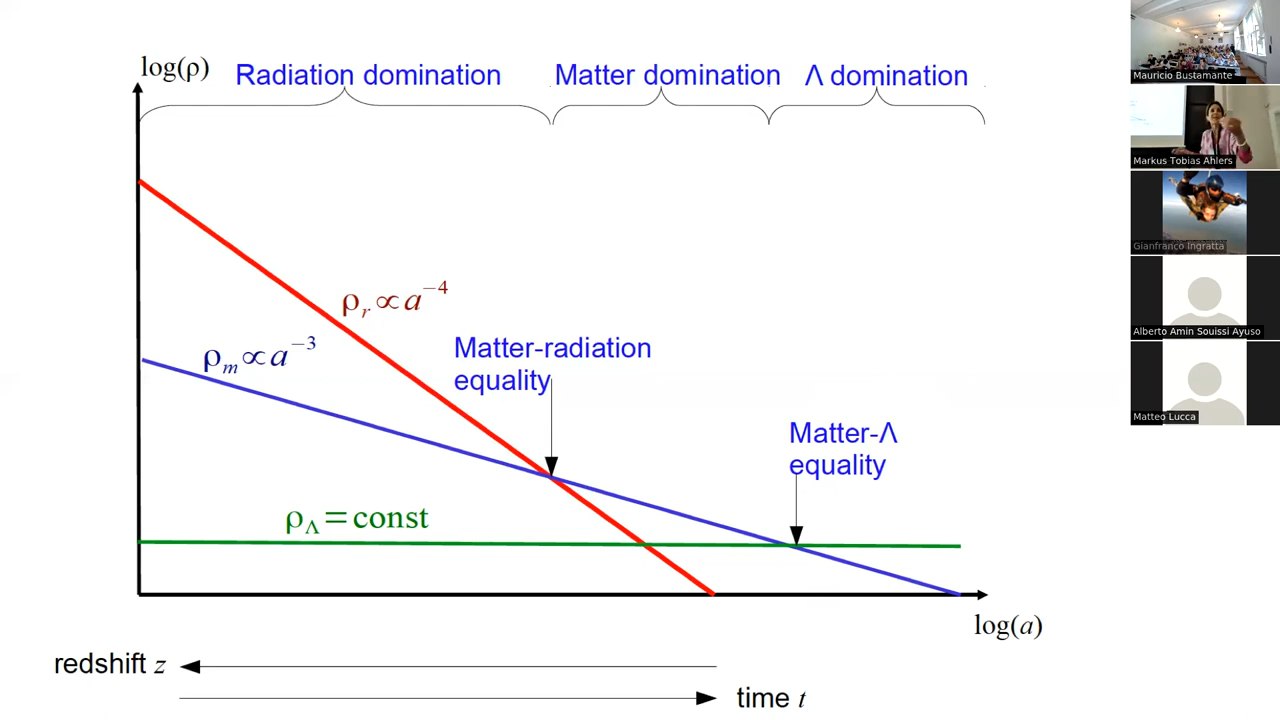 log(ρ)
Radiation domination
Matter domination
Λ domination
ρᵣ ∝ a⁻⁴
ρₘ ∝ a⁻³
Matter-radiation
equality
Matter-Λ
equality
ρ_Λ = const
log(a)
redshift z
time t
Mauricio Bustamante
Markus Tobias Ahlers
Gianfranco Ingratta
Alberto Amin Souissi Ayuso
Matteo Lucca